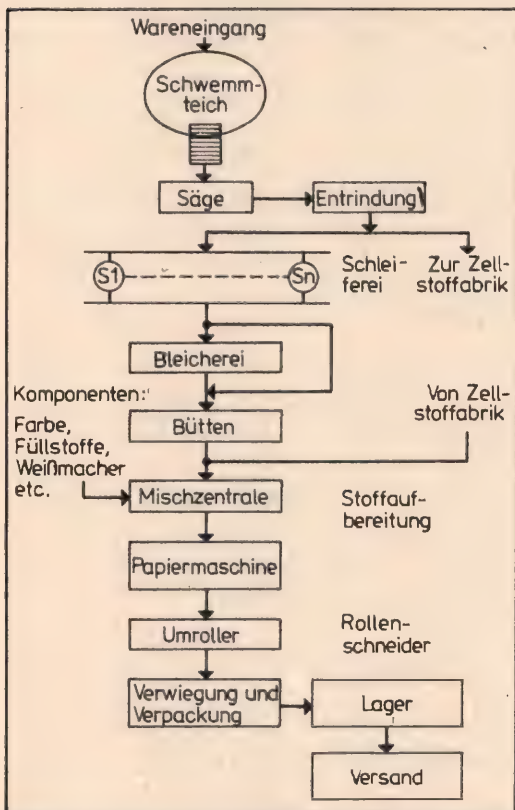 Wareneingang
Schwemm-
teich
Säge
Entrindung
S1
Sn
Schlei-
ferei
Zur Zell-
stoffabrik
Bleicherei
Komponenten:
Farbe,
Füllstoffe,
Weißmacher
etc.
Bütten
Von Zell-
stoffabrik
Mischzentrale
Stoffauf-
bereitung
Papiermaschine
Umroller
Rollen-
schneider
Verwiegung und
Verpackung
Lager
Versand